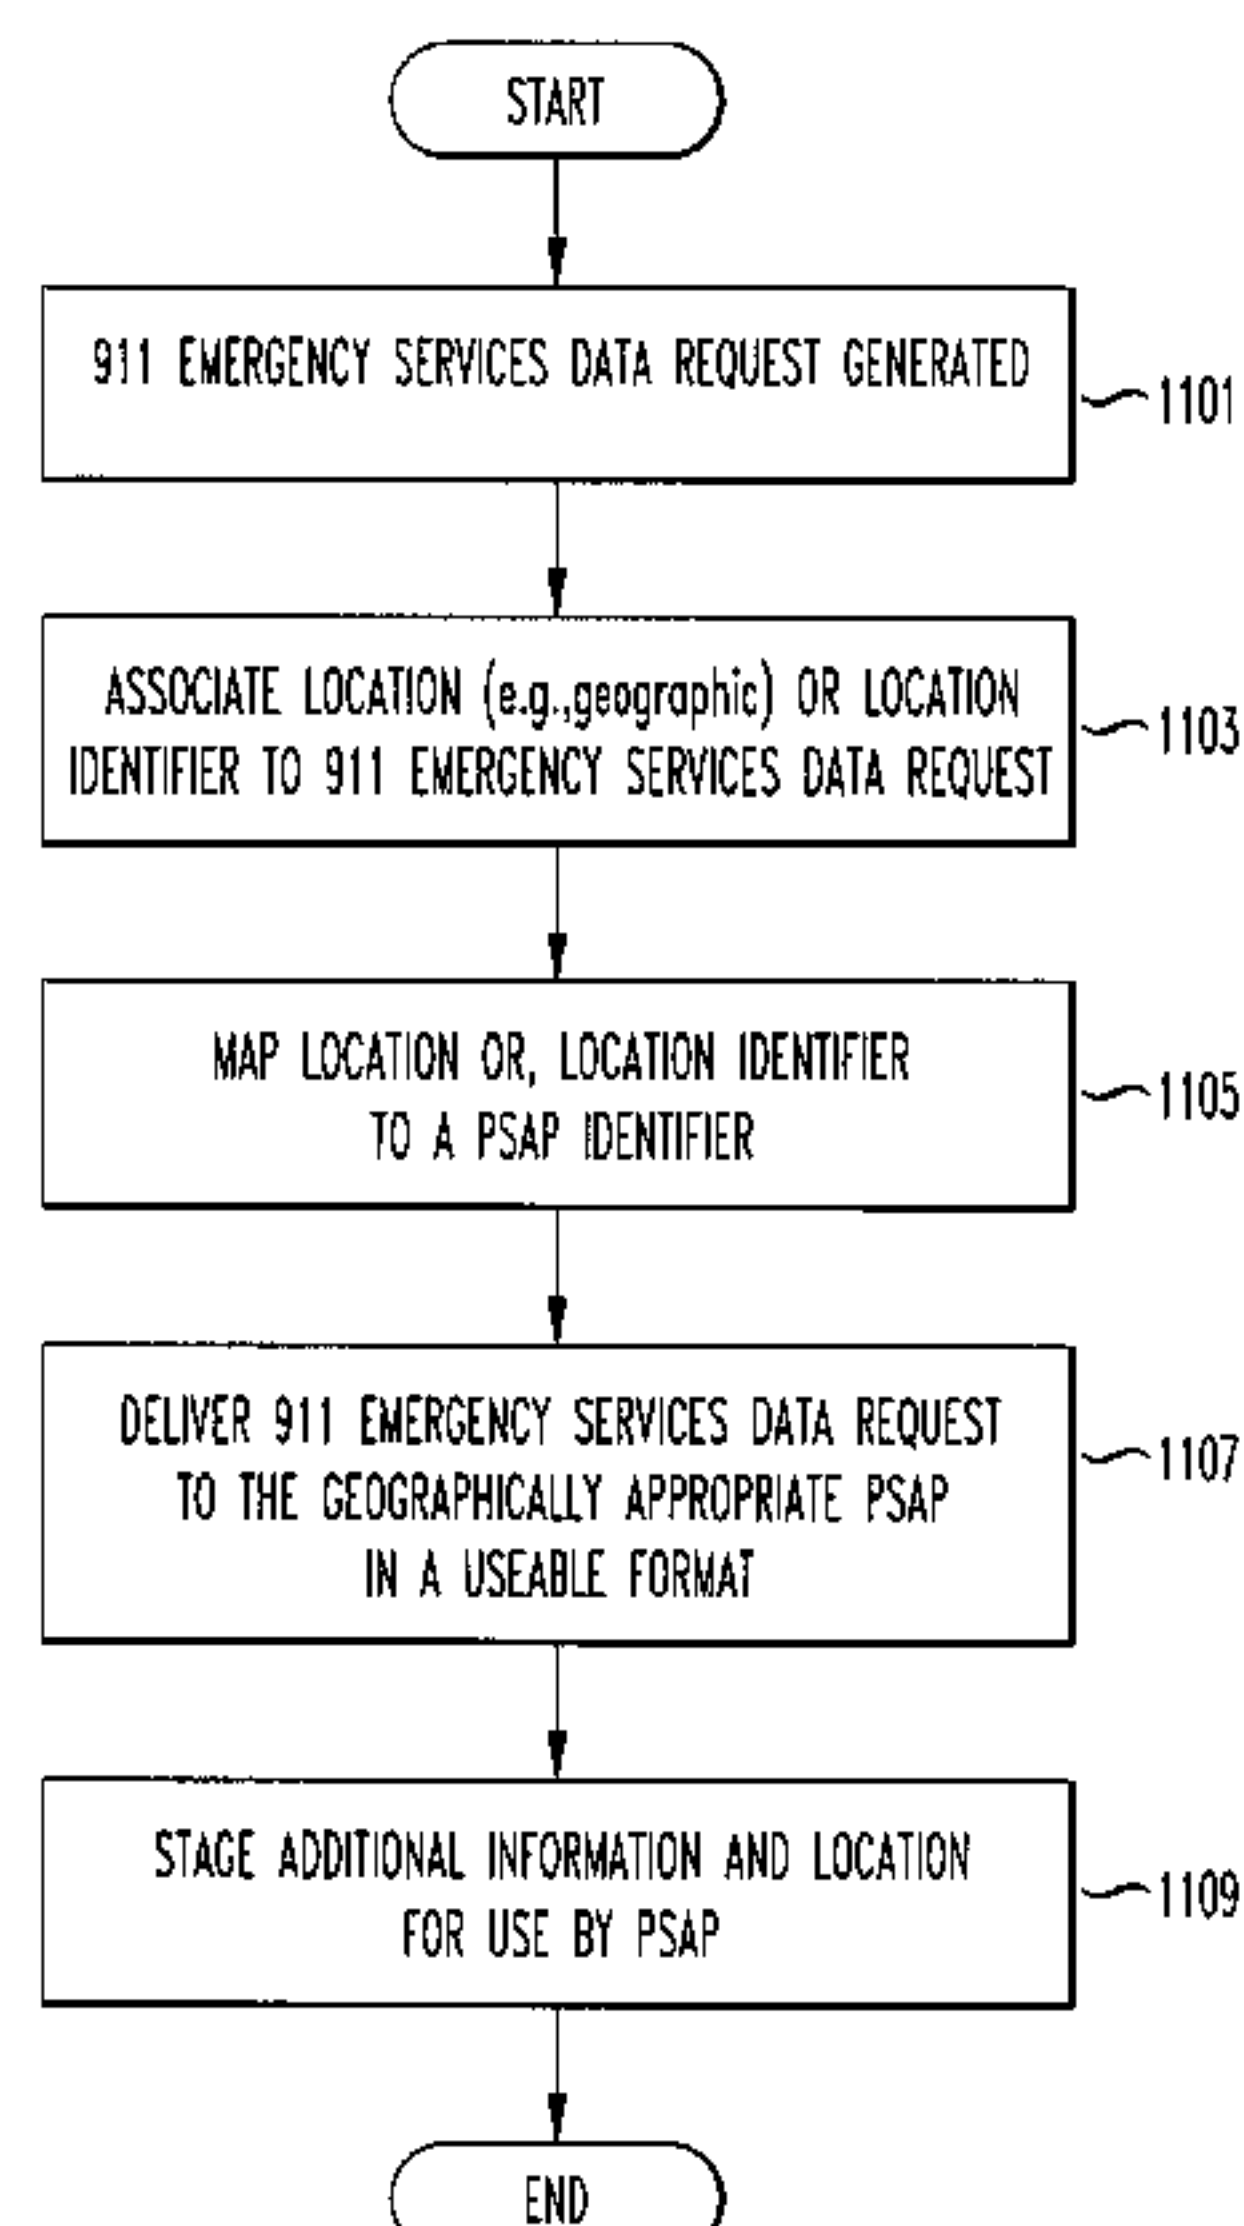 START
911 EMERGENCY SERVICES DATA REQUEST GENERATED
1101
ASSOCIATE LOCATION (e.g.,geographic) OR LOCATION
IDENTIFIER TO 911 EMERGENCY SERVICES DATA REQUEST
1103
MAP LOCATION OR, LOCATION IDENTIFIER
TO A PSAP IDENTIFIER
1105
DELIVER 911 EMERGENCY SERVICES DATA REQUEST
TO THE GEOGRAPHICALLY APPROPRIATE PSAP
IN A USEABLE FORMAT
1107
STAGE ADDITIONAL INFORMATION AND LOCATION
FOR USE BY PSAP
1109
END